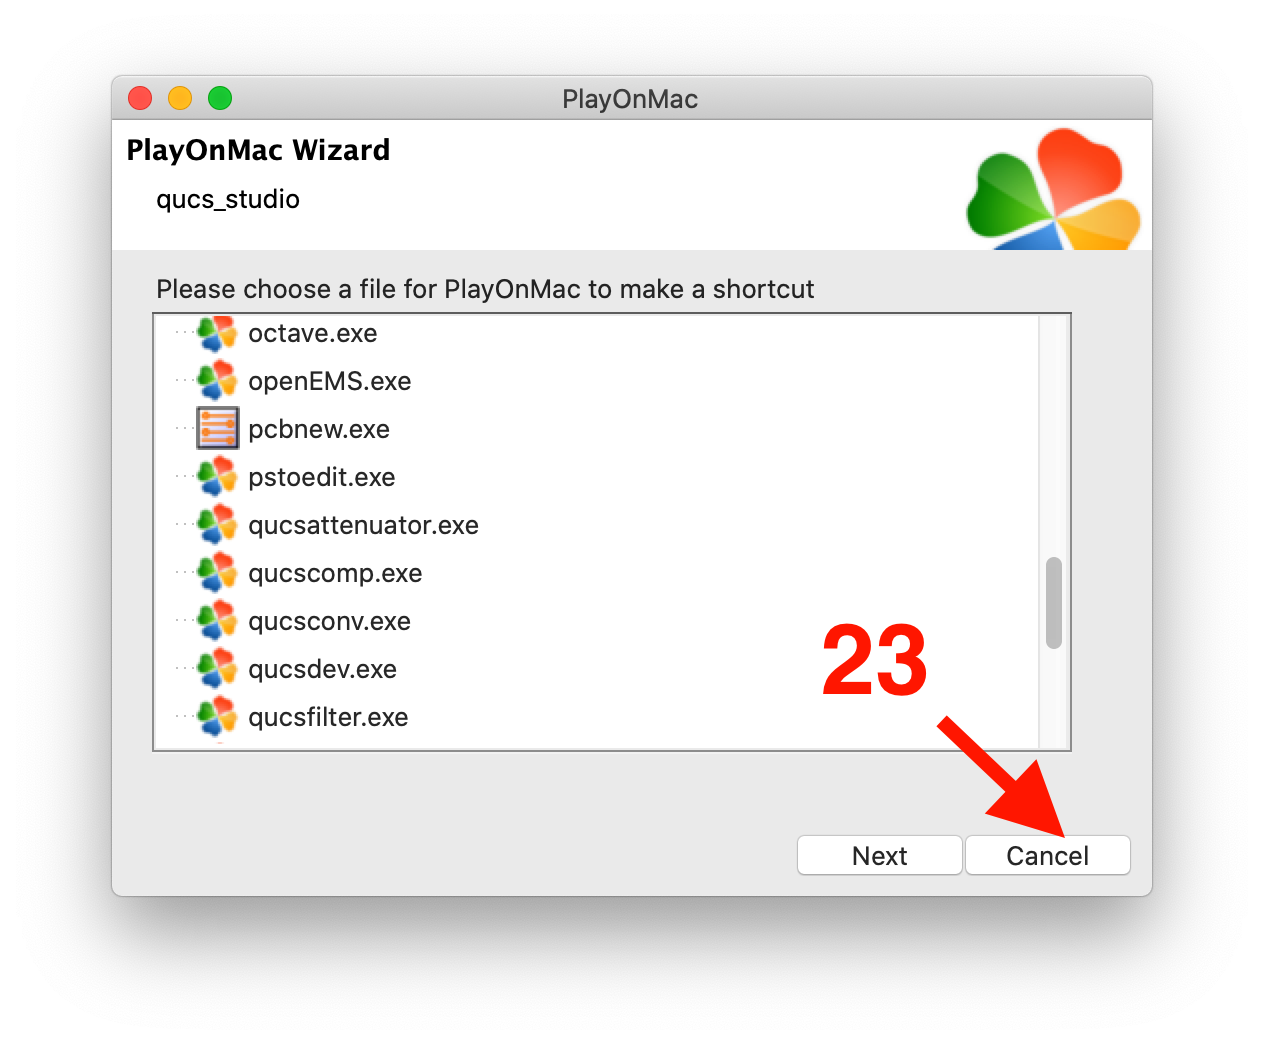 PlayOnMac
PlayOnMac Wizard
qucs_studio
Please choose a file for PlayOnMac to make a shortcut
octave.exe
openEMS.exe
pcbnew.exe
pstoedit.exe
qucsattenuator.exe
qucscomp.exe
qucsconv.exe
qucsdev.exe
qucsfilter.exe
23
Next
Cancel